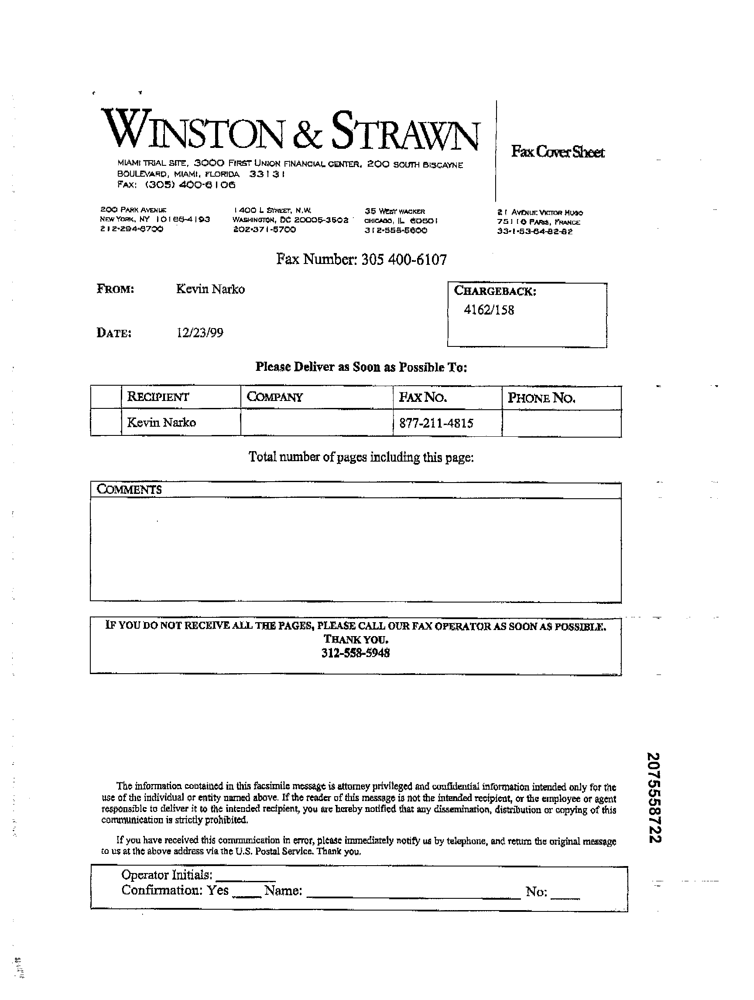 WINSTON & STRAWN
Fax Cover Sheet
MIAMI TRIAL SITE, 3000 FIRST UNION FINANCIAL CENTER, 200 SOUTH BISCAYNE
BOULEVARD, MIAMI, FLORIDA 33131
FAX: (305) 400-6106
200 PARK AVENUE
NEW YORK, NY 10166-4193
212-294-6700
1400 L STREET, N.W.
WASHINGTON, DC 20005-3502
202-371-5700
35 WEST WACKER
CHICAGO, IL 60601
312-558-5600
21 AVENUE VICTOR HUGO
75116 PARIS, FRANCE
33-1-53-64-82-82
Fax Number: 305 400-6107
FROM: Kevin Narko
CHARGEBACK:
4162/158
DATE: 12/23/99
Please Deliver as Soon as Possible To:
RECIPIENT COMPANY FAX NO. PHONE NO.
Kevin Narko 877-211-4815
Total number of pages including this page:
COMMENTS
IF YOU DO NOT RECEIVE ALL THE PAGES, PLEASE CALL OUR FAX OPERATOR AS SOON AS POSSIBLE.
THANK YOU.
312-558-5948
The information contained in this facsimile message is attorney privileged and confidential information intended only for the
use of the individual or entity named above. If the reader of this message is not the intended recipient, or the employee or agent
responsible to deliver it to the intended recipient, you are hereby notified that any dissemination, distribution or copying of this
communication is strictly prohibited.
If you have received this communication in error, please immediately notify us by telephone, and return the original message
to us at the above address via the U.S. Postal Service. Thank you.
Operator Initials:
Confirmation: Yes ____ Name: ____ No: ____
2075558722